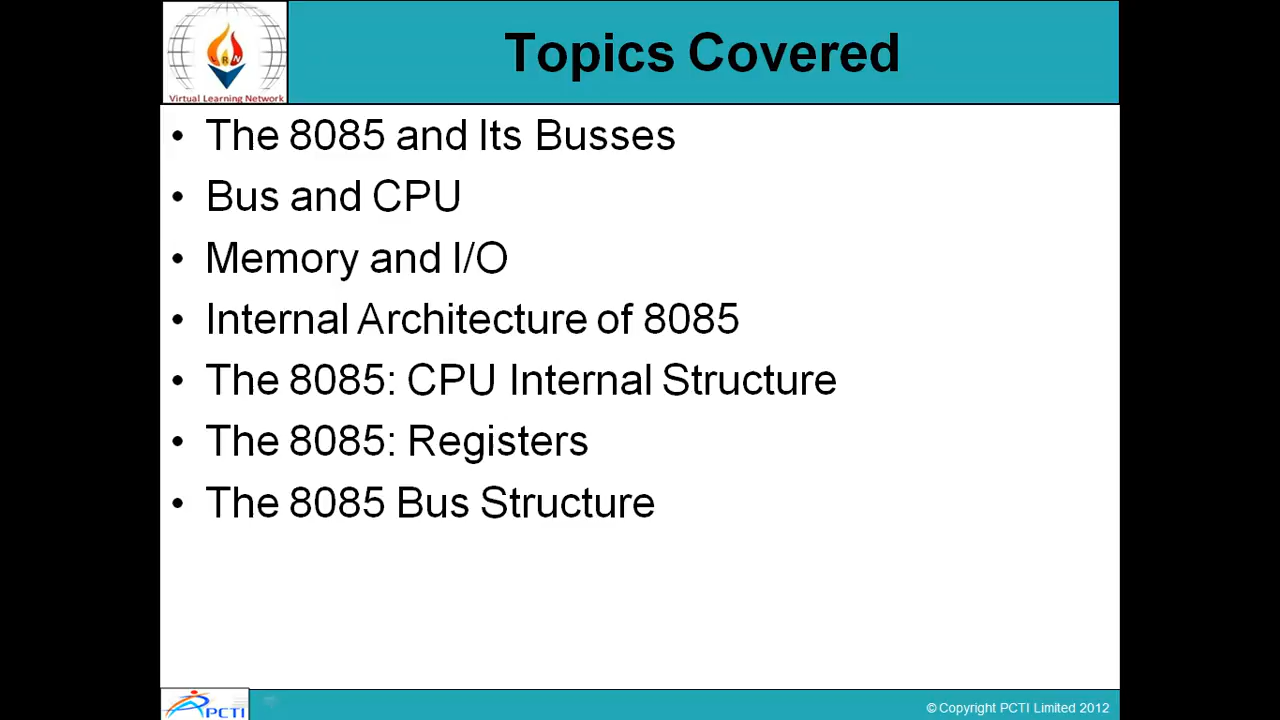 LRN
Virtual Learning Network
Topics Covered
• The 8085 and Its Busses
• Bus and CPU
• Memory and I/O
• Internal Architecture of 8085
• The 8085: CPU Internal Structure
• The 8085: Registers
• The 8085 Bus Structure
PCTI
© Copyright PCTI Limited 2012